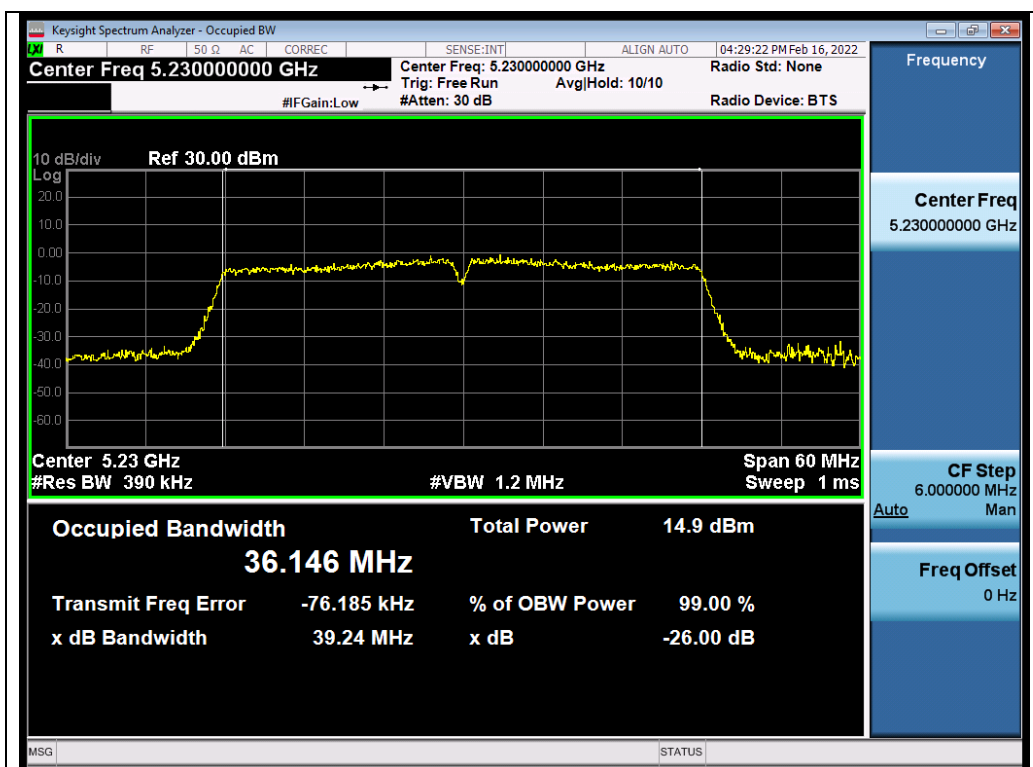 Keysight Spectrum Analyzer - Occupied BW
LXI R RF 50 Ω AC CORREC SENSE:INT ALIGN AUTO 04:29:22 PM Feb 16, 2022
Center Freq 5.230000000 GHz
Center Freq: 5.230000000 GHz Radio Std: None
Trig: Free Run Avg|Hold: 10/10
#IFGain:Low #Atten: 30 dB Radio Device: BTS
10 dB/div Ref 30.00 dBm
Log
20.0
10.0
0.00
-10.0
-20.0
-30.0
-40.0
-50.0
-60.0
Center 5.23 GHz Span 60 MHz
#Res BW 390 kHz #VBW 1.2 MHz Sweep 1 ms
Occupied Bandwidth Total Power 14.9 dBm
36.146 MHz
Transmit Freq Error -76.185 kHz % of OBW Power 99.00 %
x dB Bandwidth 39.24 MHz x dB -26.00 dB
MSG STATUS
Frequency
Center Freq
5.230000000 GHz
CF Step
6.000000 MHz
Auto Man
Freq Offset
0 Hz